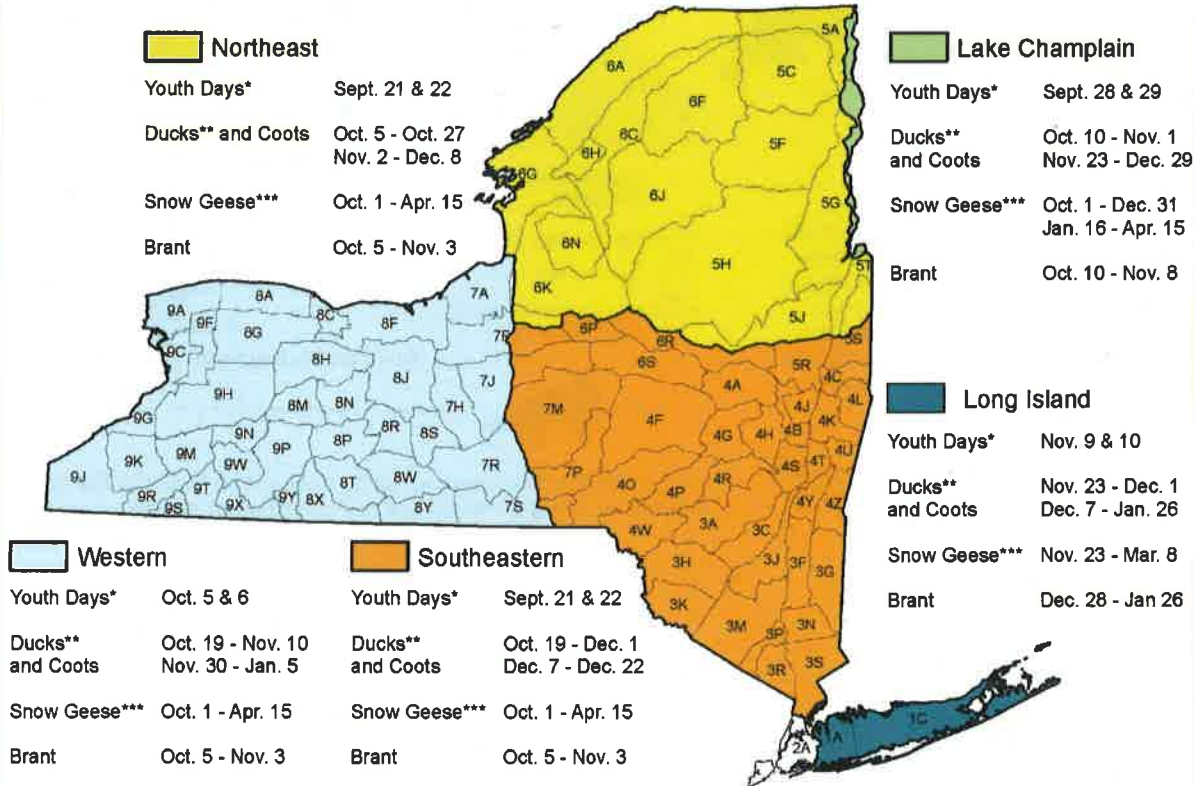 Northeast
Youth Days* Sept. 21 & 22
Ducks** and Coots Oct. 5 - Oct. 27
Nov. 2 - Dec. 8
Snow Geese*** Oct. 1 - Apr. 15
Brant Oct. 5 - Nov. 3
Lake Champlain
Youth Days* Sept. 28 & 29
Ducks** Oct. 10 - Nov. 1
and Coots Nov. 23 - Dec. 29
Snow Geese*** Oct. 1 - Dec. 31
Jan. 16 - Apr. 15
Brant Oct. 10 - Nov. 8
5A
6A
5C
6F
6C
5F
6H
6G
6J
5G
6N
5H
5T
6K
5J
7A
8A
9A
8C
9F
8G
8F
6P
6R
5S
9C
8H
6S
5R
8J
7J
4A
4C
9H
7H
8M
8N
7M
4F
4J
4L
9G
4K
9N
8R
8S
4G
4H
4B
9M
9P
8P
4U
9K
9W
7R
4S
4T
9J
7P
4R
8T
8W
4O
4P
9T
9R
9S
9X
9Y
8X
8Y
7S
4Y
4Z
3A
3C
4W
3H
3J
3F
3G
3K
3M
3P
3N
3R
3S
1C
2A
Long Island
Youth Days* Nov. 9 & 10
Ducks** Nov. 23 - Dec. 1
and Coots Dec. 7 - Jan. 26
Snow Geese*** Nov. 23 - Mar. 8
Brant Dec. 28 - Jan 26
Western
Youth Days* Oct. 5 & 6
Ducks** Oct. 19 - Nov. 10
and Coots Nov. 30 - Jan. 5
Snow Geese*** Oct. 1 - Apr. 15
Brant Oct. 5 - Nov. 3
Southeastern
Youth Days* Sept. 21 & 22
Ducks** Oct. 19 - Dec. 1
and Coots Dec. 7 - Dec. 22
Snow Geese*** Oct. 1 - Apr. 15
Brant Oct. 5 - Nov. 3